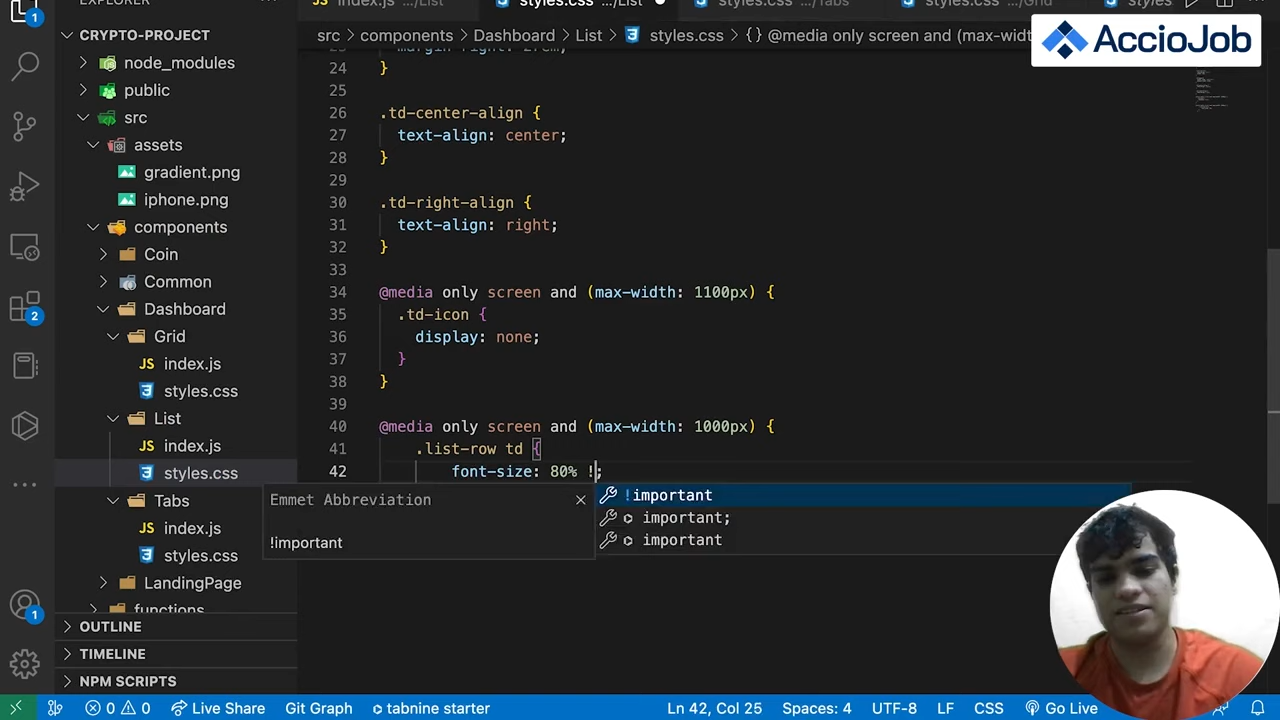 EXPLORER
index.js .../List
styles.css .../List
styles.css .../Tabs
styles.css .../Grid
styles
1
CRYPTO-PROJECT
src > components > Dashboard > List > styles.css > {} @media only screen and (max-wid
AccioJob
node_modules
public
src
assets
gradient.png
iphone.png
components
Coin
Common
Dashboard
Grid
index.js
styles.css
List
index.js
styles.css
Tabs
index.js
styles.css
LandingPage
functions
OUTLINE
TIMELINE
NPM SCRIPTS
2
1
24 }
25
26 .td-center-align {
27 text-align: center;
28 }
29
30 .td-right-align {
31 text-align: right;
32 }
33
34 @media only screen and (max-width: 1100px) {
35 .td-icon {
36 display: none;
37 }
38 }
39
40 @media only screen and (max-width: 1000px) {
41 .list-row td {
42 font-size: 80% !;
Emmet Abbreviation
!important
!important
important;
important
0 0 Live Share Git Graph tabnine starter Ln 42, Col 25 Spaces: 4 UTF-8 LF CSS Go Live